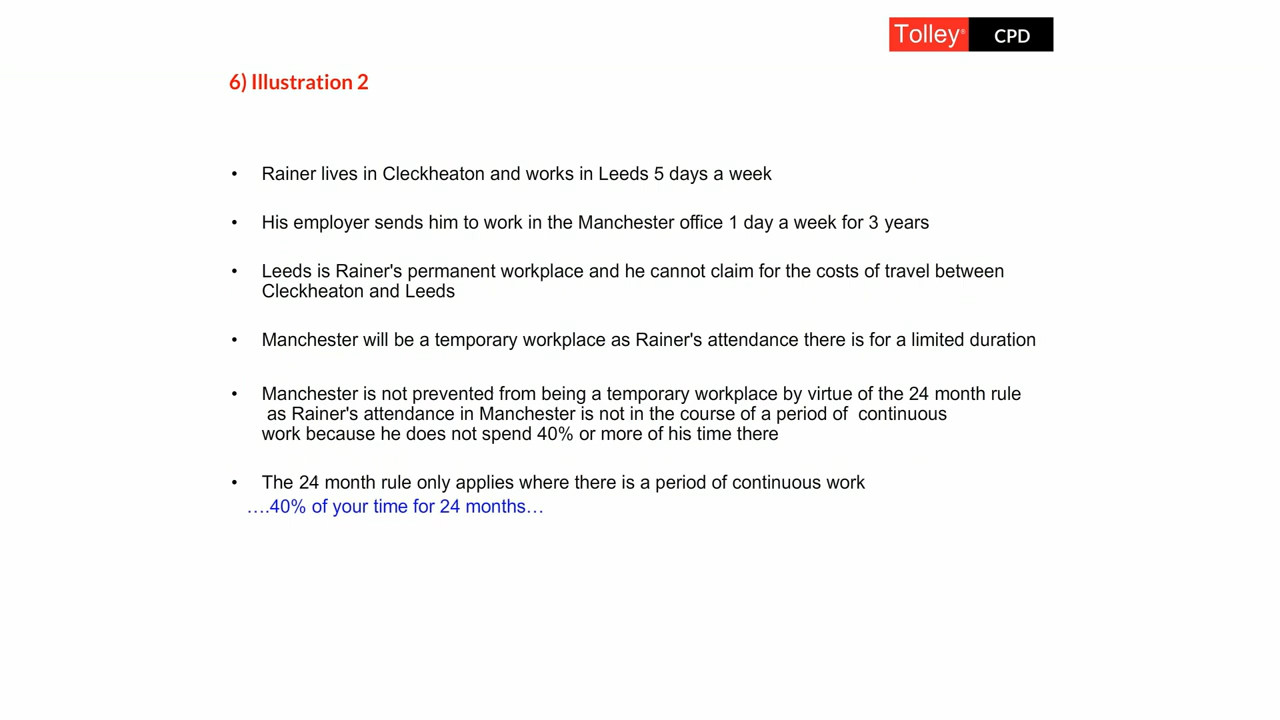 Tolley® CPD
6) Illustration 2
• Rainer lives in Cleckheaton and works in Leeds 5 days a week
• His employer sends him to work in the Manchester office 1 day a week for 3 years
• Leeds is Rainer's permanent workplace and he cannot claim for the costs of travel between
Cleckheaton and Leeds
• Manchester will be a temporary workplace as Rainer's attendance there is for a limited duration
• Manchester is not prevented from being a temporary workplace by virtue of the 24 month rule
as Rainer's attendance in Manchester is not in the course of a period of continuous
work because he does not spend 40% or more of his time there
• The 24 month rule only applies where there is a period of continuous work
….40% of your time for 24 months…